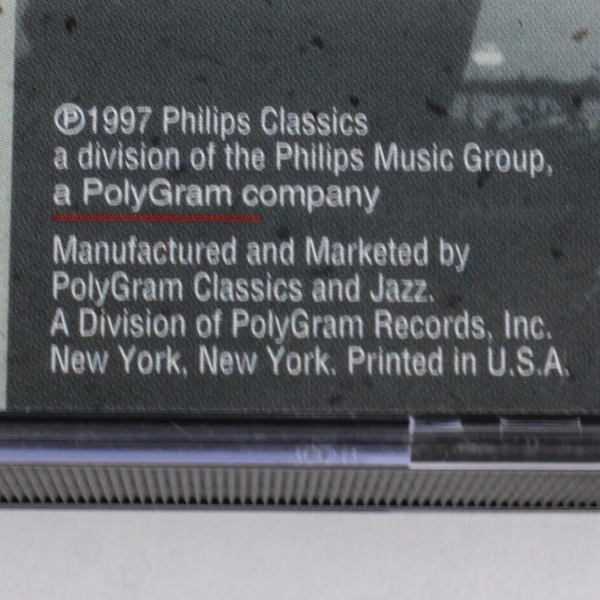 ℗1997 Philips Classics
a division of the Philips Music Group,
a PolyGram company
Manufactured and Marketed by
PolyGram Classics and Jazz.
A Division of PolyGram Records, Inc.
New York, New York. Printed in U.S.A.